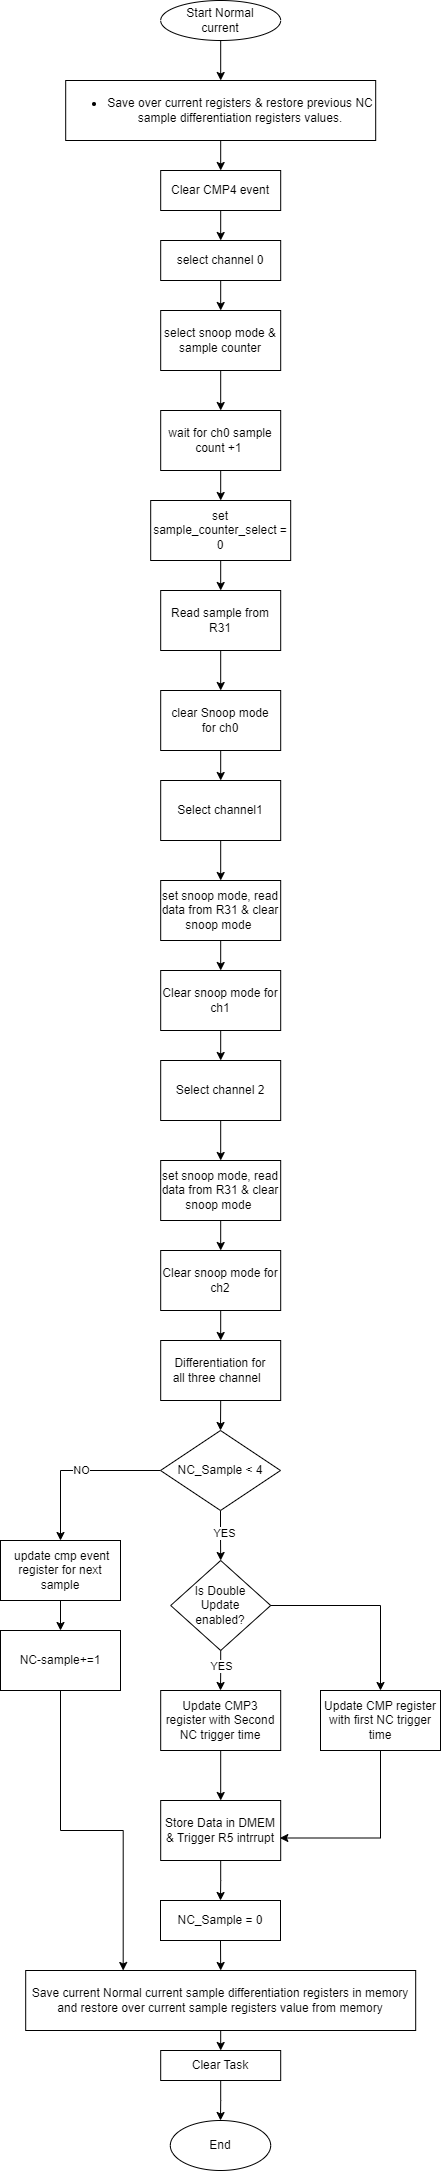 Start Normal
current
Save over current registers & restore previous NC
sample differentiation registers values.
Clear CMP4 event
select channel 0
select snoop mode &
sample counter
wait for ch0 sample
count +1
set
sample_counter_select =
0
Read sample from
R31
clear Snoop mode
for ch0
Select channel1
set snoop mode, read
data from R31 & clear
snoop mode
Clear snoop mode for
ch1
Select channel 2
set snoop mode, read
data from R31 & clear
snoop mode
Clear snoop mode for
ch2
Differentiation for
all three channel
NC_Sample < 4
NO
YES
update cmp event
register for next
sample
Is Double
Update
enabled?
NC-sample+=1
YES
Update CMP3
register with Second
NC trigger time
Update CMP register
with first NC trigger
time
Store Data in DMEM
& Trigger R5 intrrupt
NC_Sample = 0
Save current Normal current sample differentiation registers in memory
and restore over current sample registers value from memory
Clear Task
End